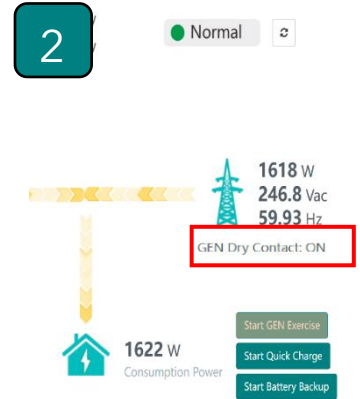 2
Normal
1618 W
246.8 Vac
59.93 Hz
GEN Dry Contact: ON
Start GEN Exercise
1622 W
Start Quick Charge
Consumption Power
Start Battery Backup